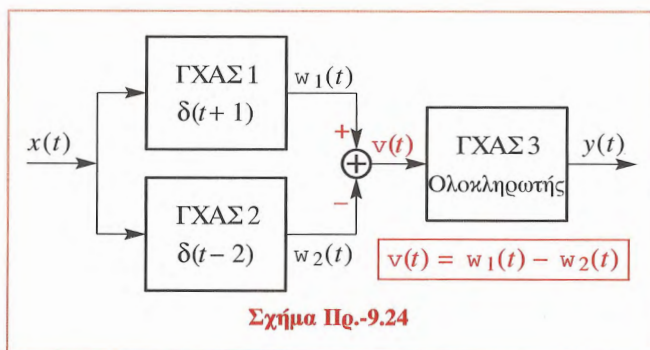 ΓΧΑΣ 1
δ(t + 1)
w₁(t)
x(t)
+
v(t)
ΓΧΑΣ 3
Ολοκληρωτής
y(t)
−
ΓΧΑΣ 2
δ(t − 2)
w₂(t)
v(t) = w₁(t) − w₂(t)
Σχήμα Πρ.-9.24